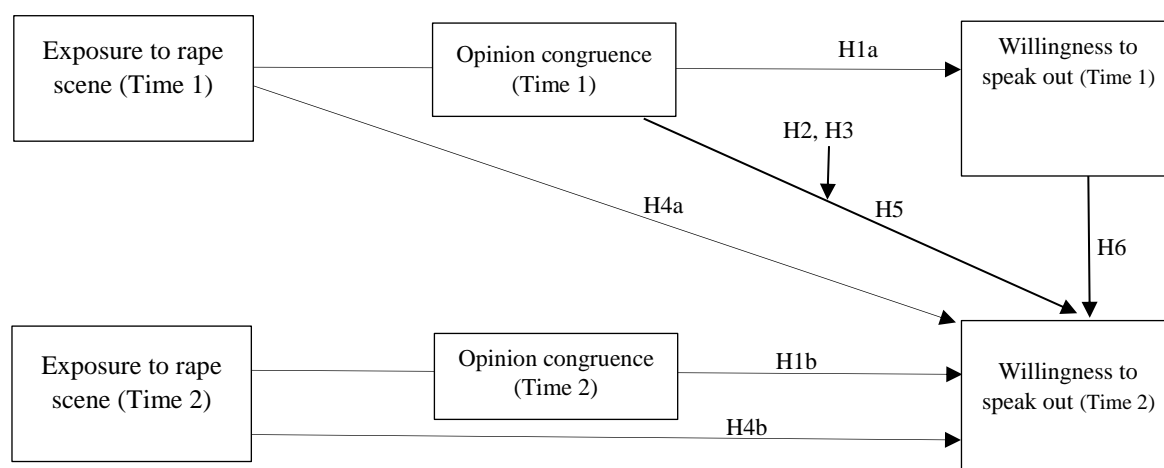 Exposure to rape
scene (Time 1)
Opinion congruence
(Time 1)
H1a
Willingness to
speak out (Time 1)
H2, H3
H4a
H5
H6
Exposure to rape
scene (Time 2)
Opinion congruence
(Time 2)
H1b
H4b
Willingness to
speak out (Time 2)